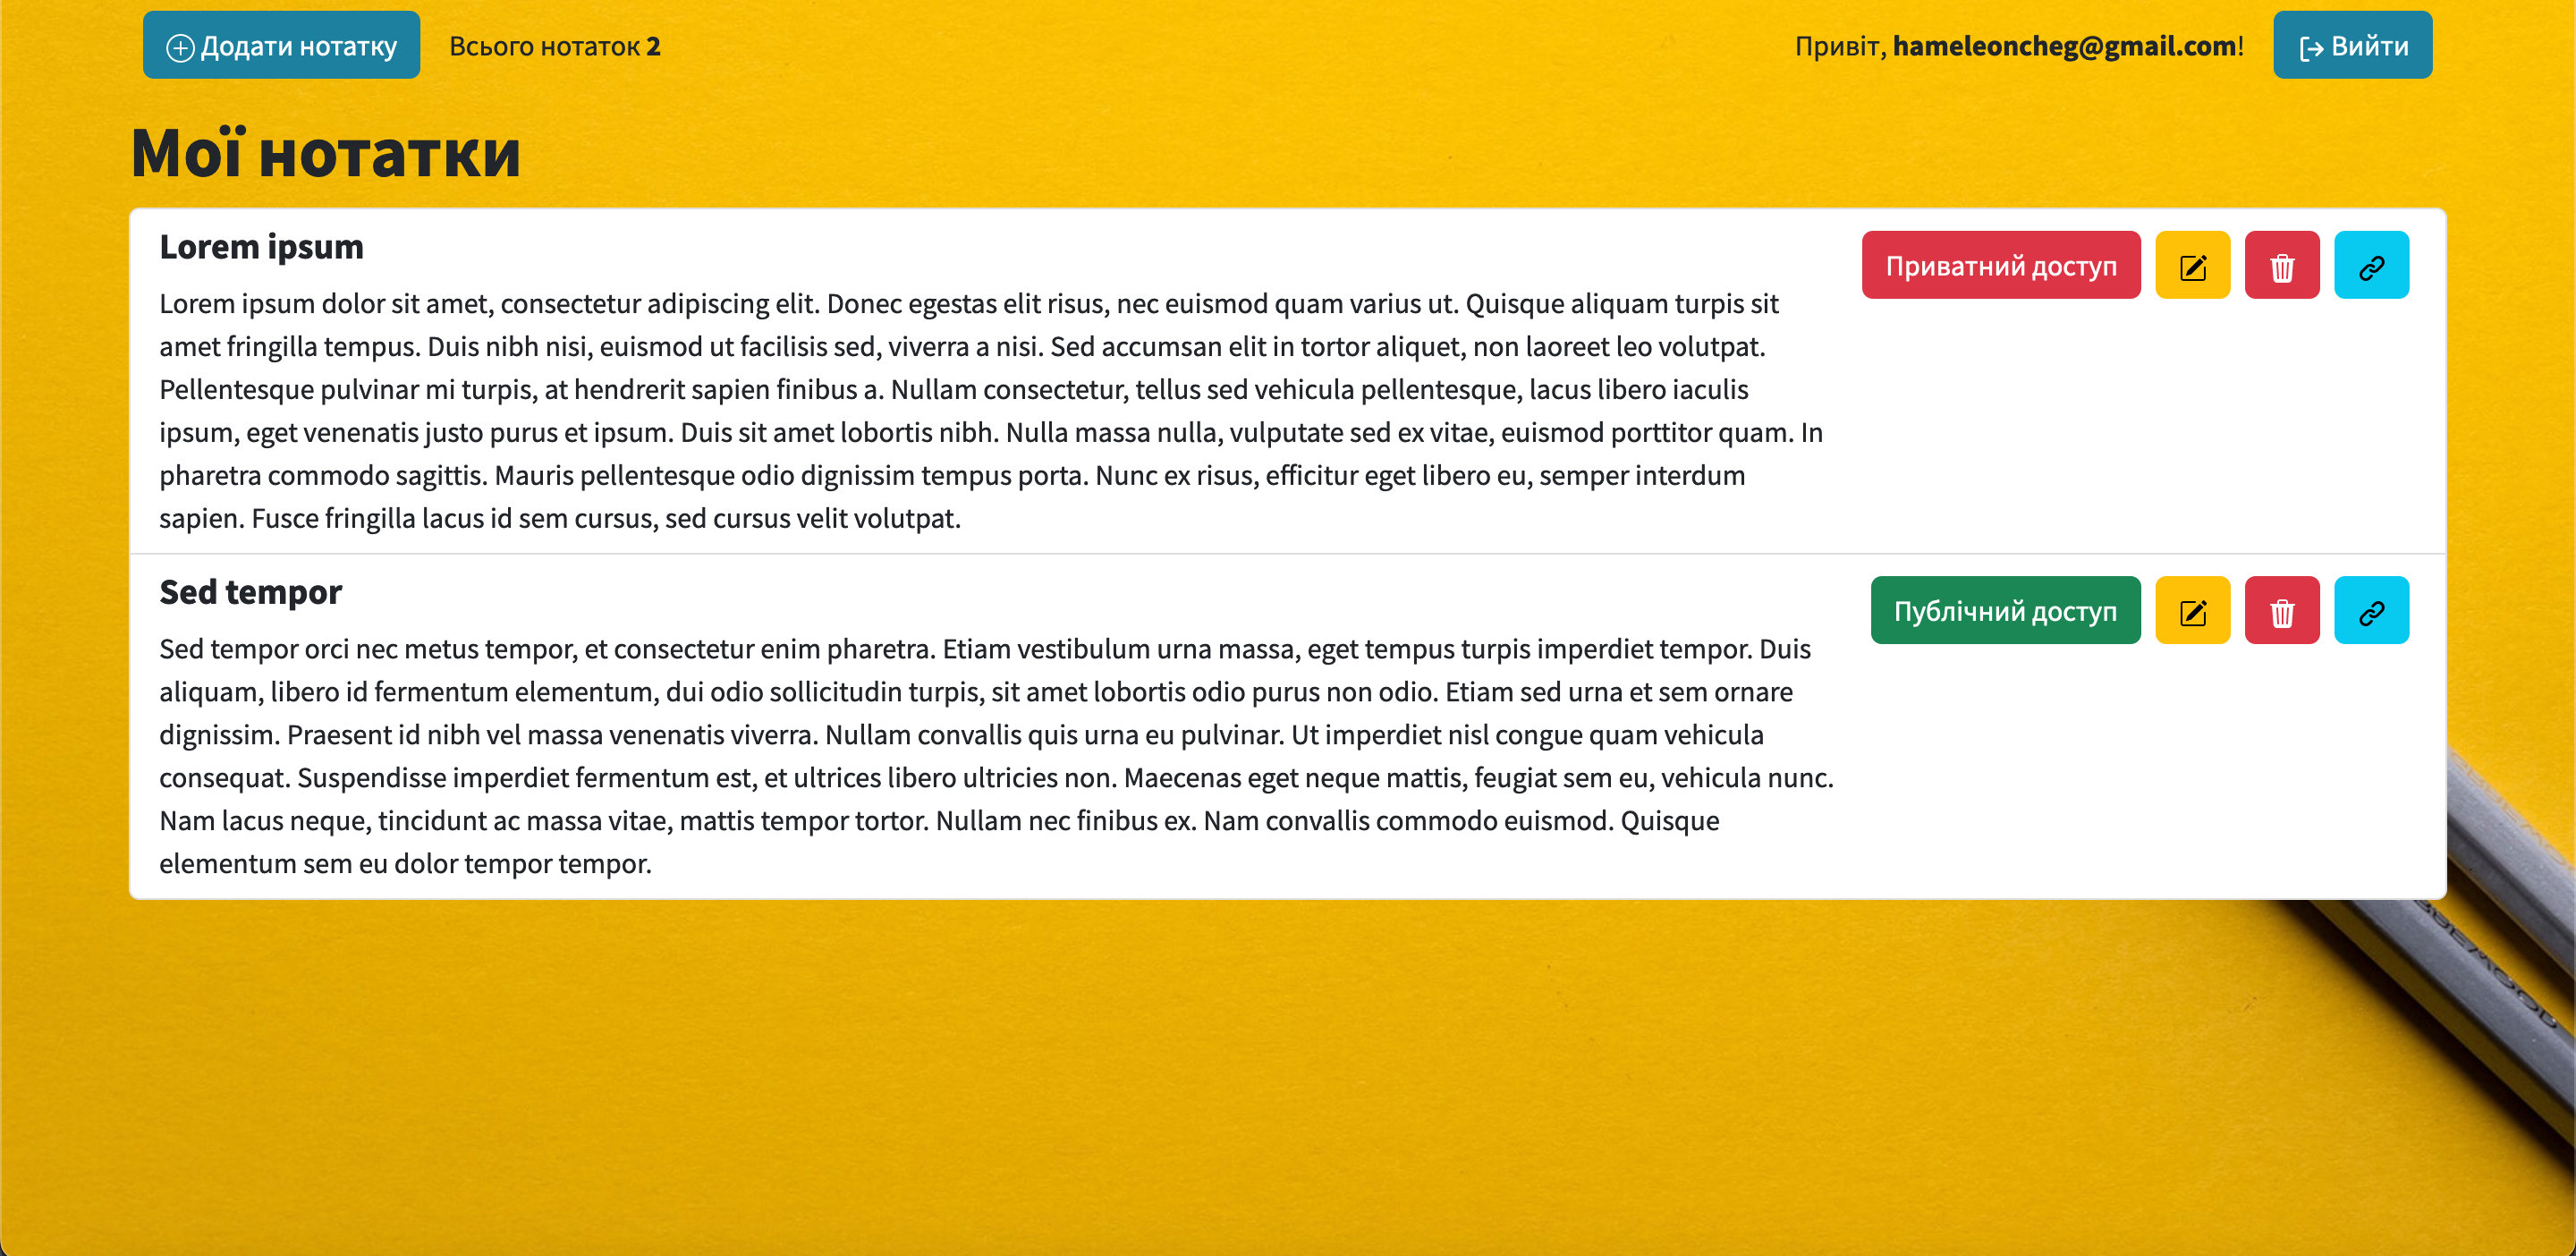 Додати нотатку Всього нотаток 2 Привіт, hameleoncheg@gmail.com! Вийти
Мої нотатки
Lorem ipsum
Приватний доступ
Lorem ipsum dolor sit amet, consectetur adipiscing elit. Donec egestas elit risus, nec euismod quam varius ut. Quisque aliquam turpis sit
amet fringilla tempus. Duis nibh nisi, euismod ut facilisis sed, viverra a nisi. Sed accumsan elit in tortor aliquet, non laoreet leo volutpat.
Pellentesque pulvinar mi turpis, at hendrerit sapien finibus a. Nullam consectetur, tellus sed vehicula pellentesque, lacus libero iaculis
ipsum, eget venenatis justo purus et ipsum. Duis sit amet lobortis nibh. Nulla massa nulla, vulputate sed ex vitae, euismod porttitor quam. In
pharetra commodo sagittis. Mauris pellentesque odio dignissim tempus porta. Nunc ex risus, efficitur eget libero eu, semper interdum
sapien. Fusce fringilla lacus id sem cursus, sed cursus velit volutpat.
Sed tempor
Публічний доступ
Sed tempor orci nec metus tempor, et consectetur enim pharetra. Etiam vestibulum urna massa, eget tempus turpis imperdiet tempor. Duis
aliquam, libero id fermentum elementum, dui odio sollicitudin turpis, sit amet lobortis odio purus non odio. Etiam sed urna et sem ornare
dignissim. Praesent id nibh vel massa venenatis viverra. Nullam convallis quis urna eu pulvinar. Ut imperdiet nisl congue quam vehicula
consequat. Suspendisse imperdiet fermentum est, et ultrices libero ultricies non. Maecenas eget neque mattis, feugiat sem eu, vehicula nunc.
Nam lacus neque, tincidunt ac massa vitae, mattis tempor tortor. Nullam nec finibus ex. Nam convallis commodo euismod. Quisque
elementum sem eu dolor tempor tempor.